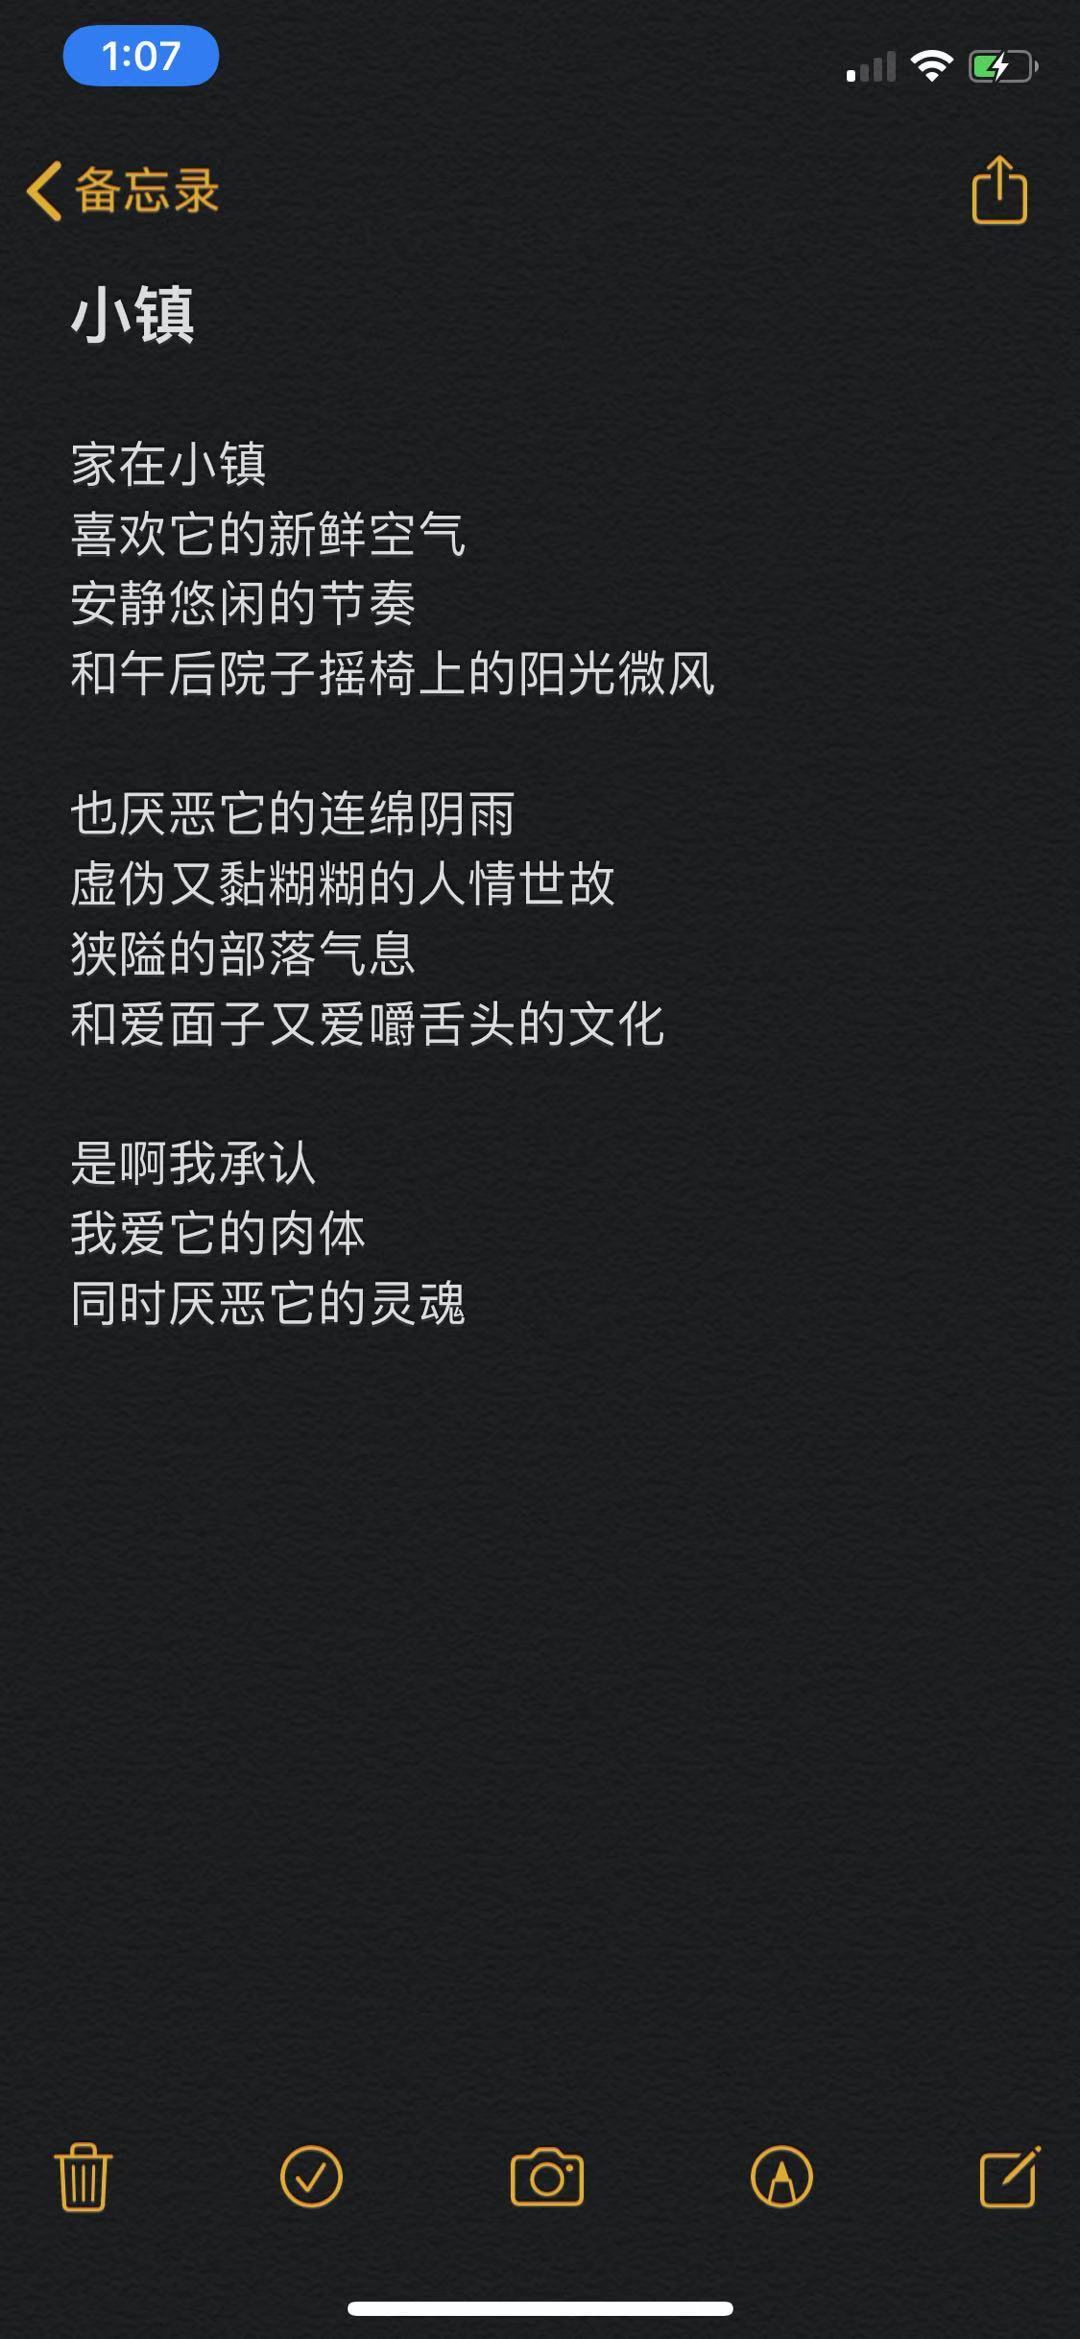 1:07
备忘录
小镇
家在小镇
喜欢它的新鲜空气
安静悠闲的节奏
和午后院子摇椅上的阳光微风
也厌恶它的连绵阴雨
虚伪又黏糊糊的人情世故
狭隘的部落气息
和爱面子又爱嚼舌头的文化
是啊我承认
我爱它的肉体
同时厌恶它的灵魂